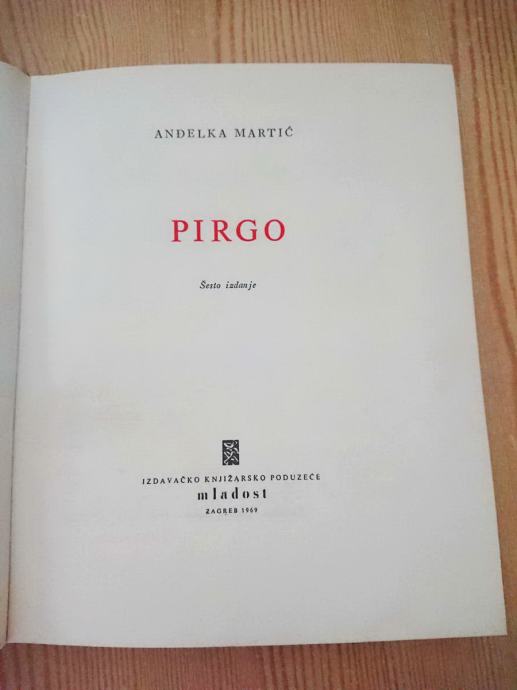 ANĐELKA MARTIĆ
PIRGO
Šesto izdanje
IZDAVAČKO KNJIŽARSKO PODUZEĆE
mladost
ZAGREB 1969